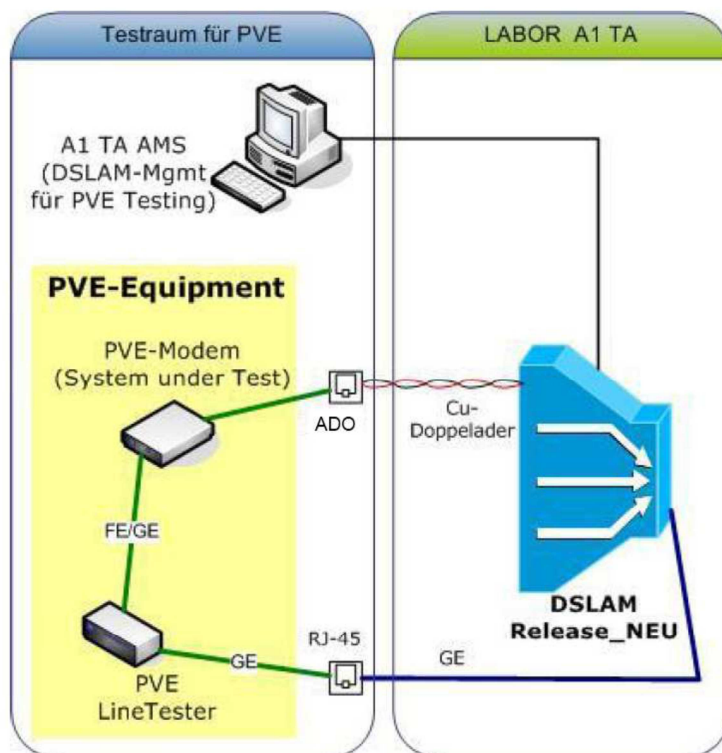 Testraum für PVE
LABOR A1 TA
A1 TA AMS
(DSLAM-Mgmt
für PVE Testing)
PVE-Equipment
PVE-Modem
(System under Test)
ADO
Cu-
Doppelader
FE/GE
DSLAM
Release_NEU
RJ-45
GE
GE
PVE
LineTester